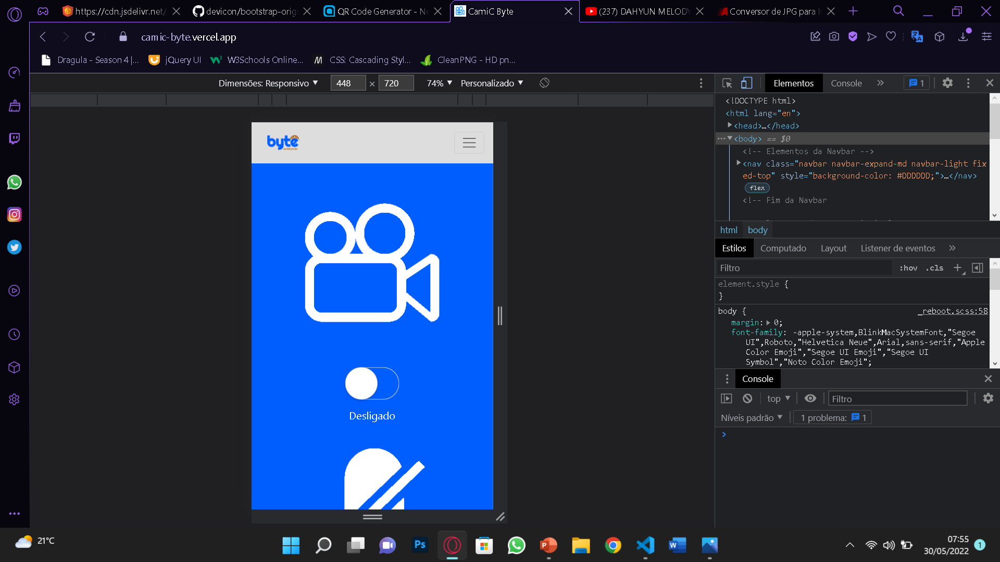 https://cdn.jsdelivr.net/
devicon/bootstrap-orig
QR Code Generator - Ne
CamiC Byte
(237) DAHYUN MELODY
Conversor de JPG para I
camic-byte.vercel.app
Dragula - Season 4 |...
jQuery UI
W3Schools Online...
CSS: Cascading Styl...
CleanPNG - HD pn...
Dimensões: Responsivo ▼ 448 × 720 74% ▼ Personalizado ▼
Elementos Console » 1
<!DOCTYPE html>
<html lang="en">
<head>…</head>
<body> == $0
<!-- Elementos da Navbar -->
<nav class="navbar navbar-expand-md navbar-light fix
ed-top" style="background-color: #DDDDDD;">…</nav>
flex
<!-- Fim da Navbar
html body
Estilos Computado Layout Listener de eventos »
Filtro :hov .cls +
element.style {
}
body { _reboot.scss:58
margin: 0;
font-family: -apple-system,BlinkMacSystemFont,"Segoe
UI",Roboto,"Helvetica Neue",Arial,sans-serif,"Apple
Color Emoji","Segoe UI Emoji","Segoe UI
Symbol","Noto Color Emoji";
Console
top ▼ Filtro
Níveis padrão ▼ 1 problema: 1
byte
Desligado
21°C
Ps
07:55
30/05/2022
1